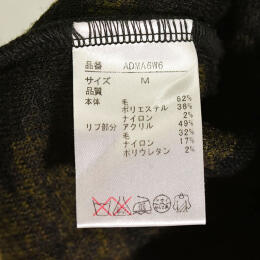 品番 ADMA6W6
サイズ M
品質
本体 毛 62%
ポリエステル 36%
ナイロン 2%
リブ部分 アクリル 49%
毛 32%
ナイロン 17%
ポリウレタン 2%